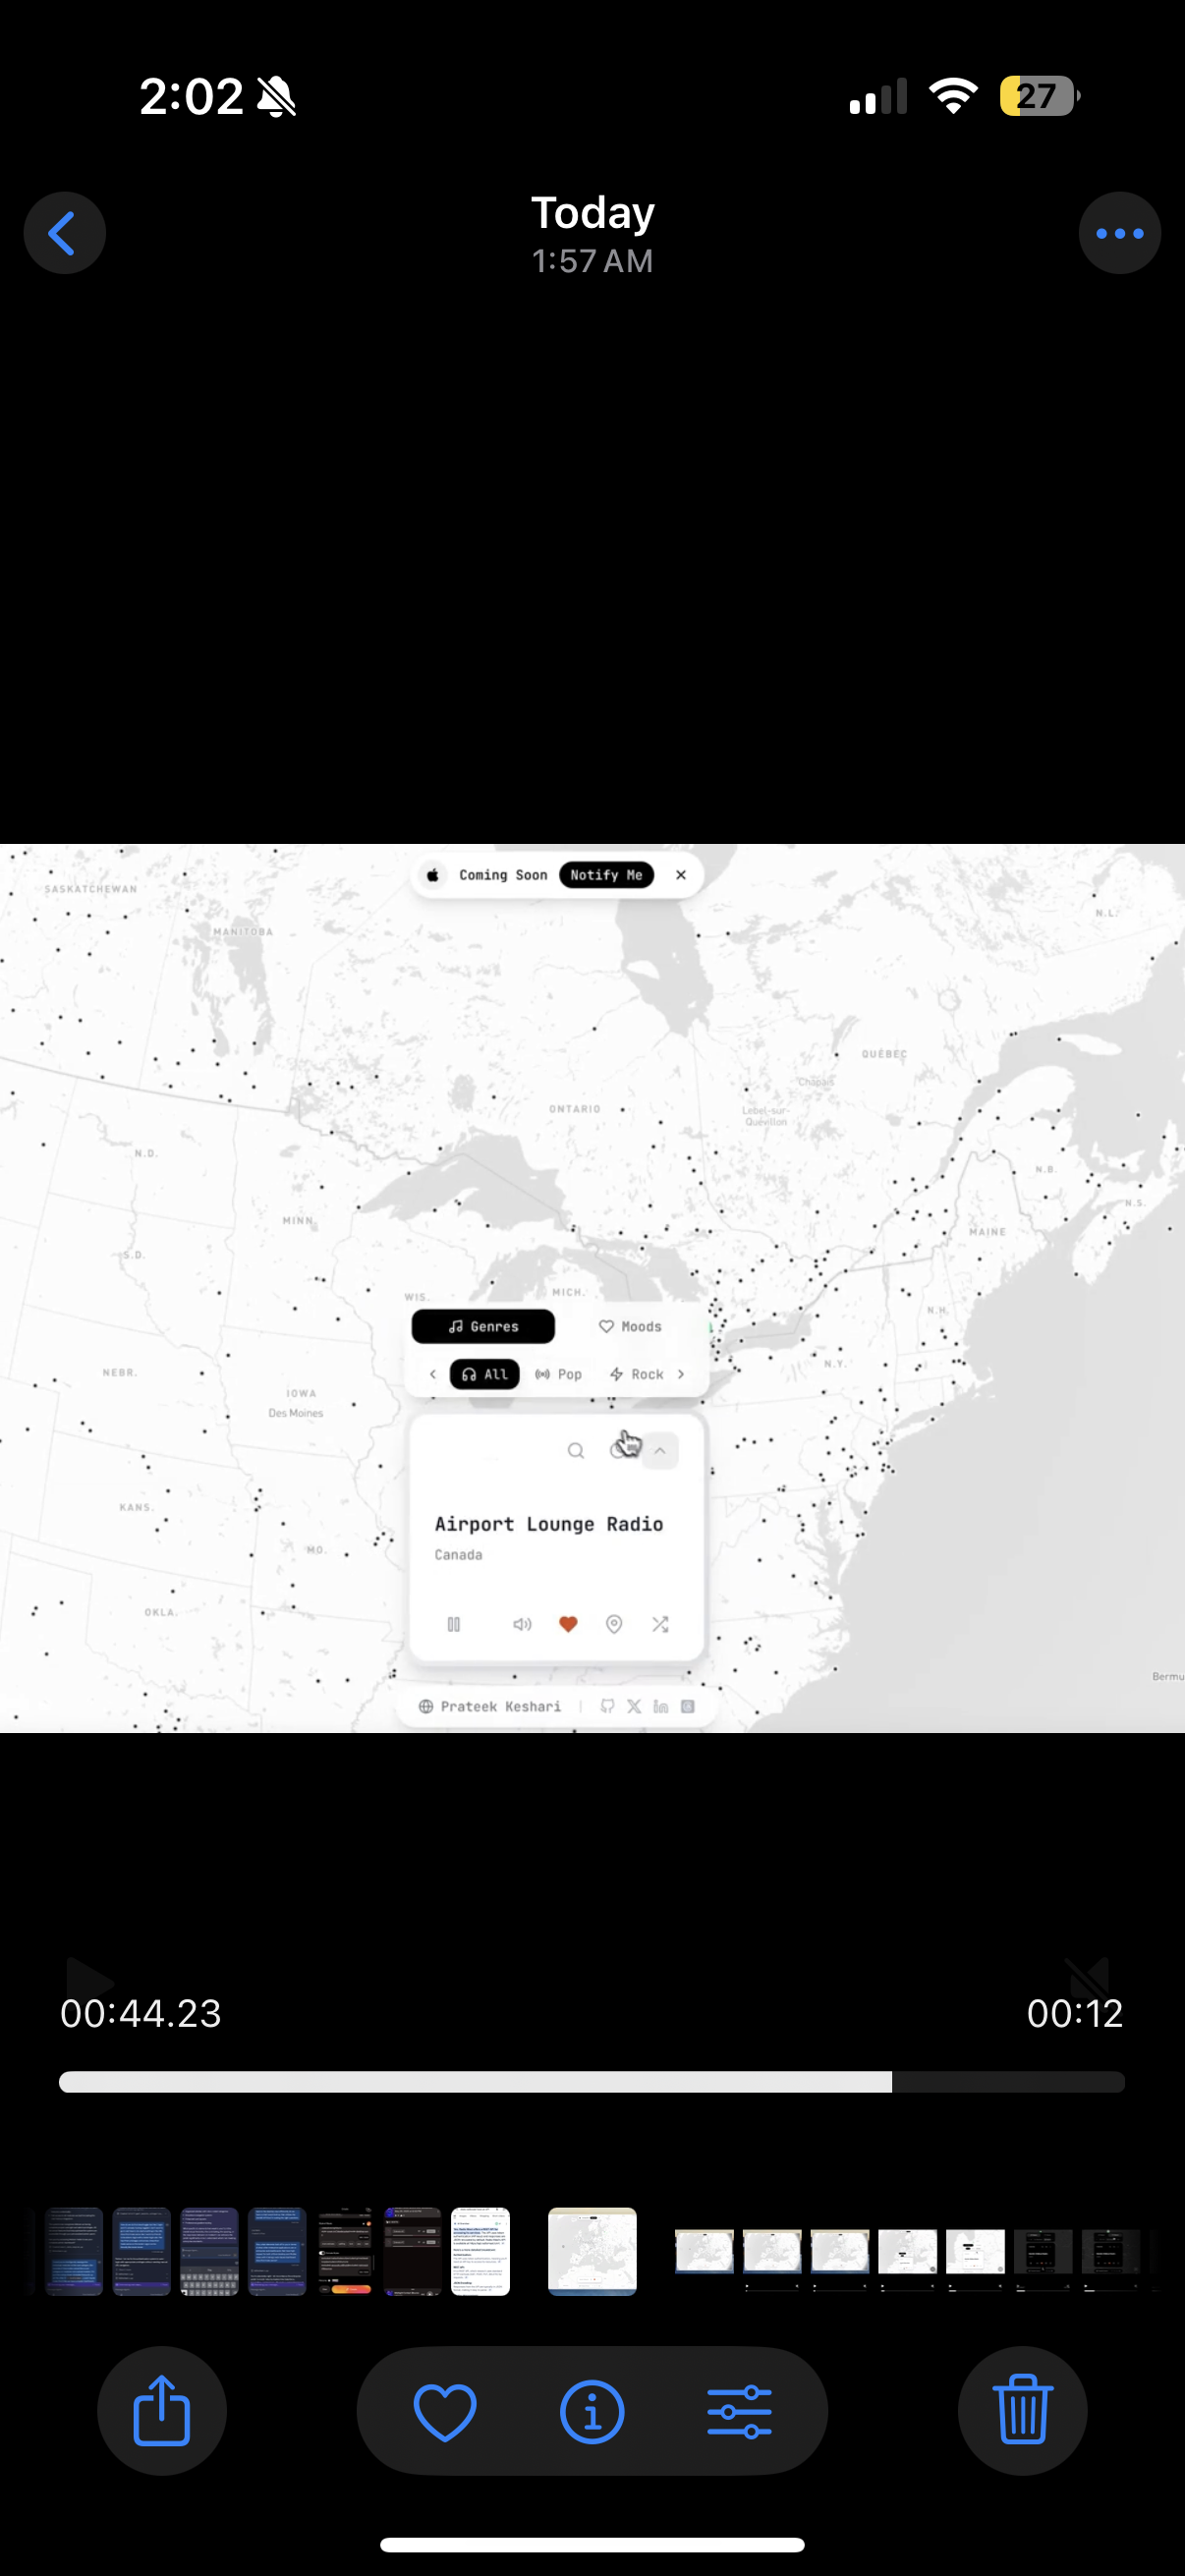 2:02
27
Today
1:57 AM
Coming Soon Notify Me
SASKATCHEWAN
MANITOBA
N.L.
QUÉBEC
Chapais
ONTARIO
Lebel-sur-
Quévillon
N.D.
N.B.
N.S.
MINN.
MAINE
S.D.
MICH.
WIS.
N.H.
Genres Moods
N.Y.
NEBR.
All Pop Rock
IOWA
Des Moines
KANS.
Airport Lounge Radio
MO.
Canada
OKLA.
Bermu
Prateek Keshari
00:44.23 00:12